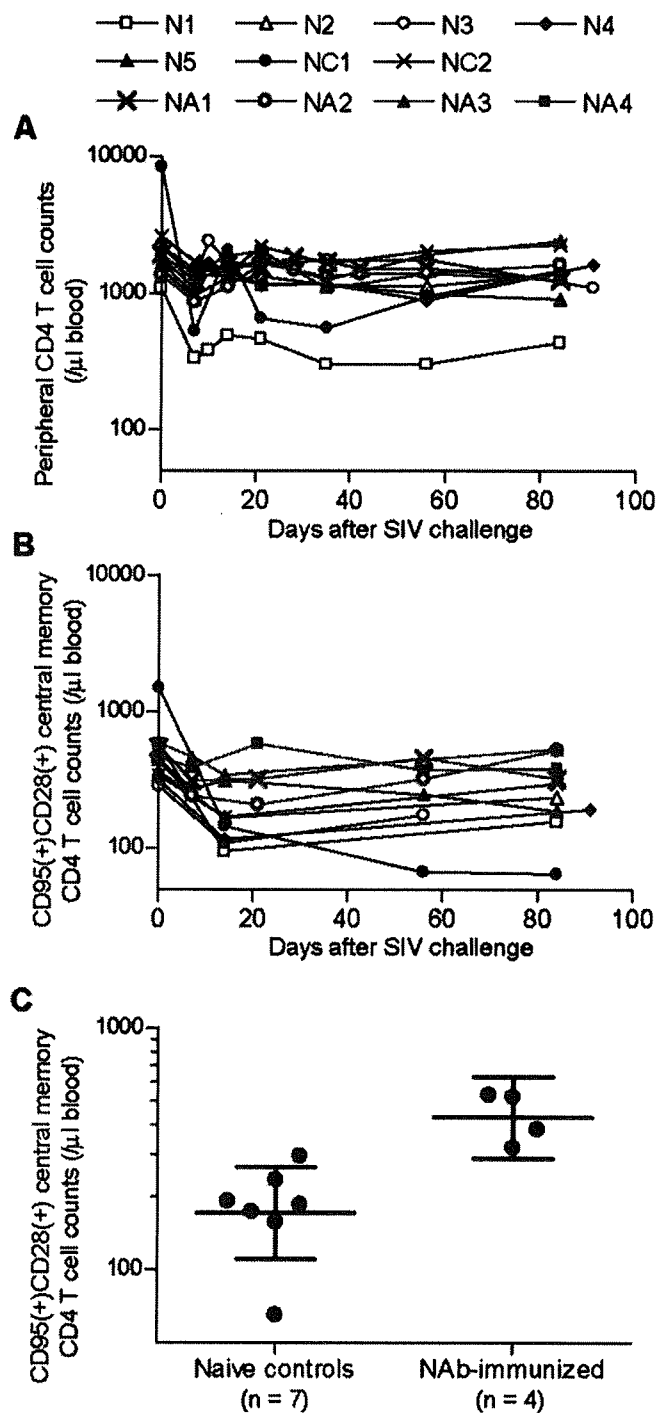 N1 N2 N3 N4
N5 NC1 NC2
NA1 NA2 NA3 NA4
A
Peripheral CD4 T cell counts
(/μl blood)
10000
1000
100
0 20 40 60 80 100
Days after SIV challenge
B
CD95(+)CD28(+) central memory
CD4 T cell counts (/μl blood)
10000
1000
100
0 20 40 60 80 100
Days after SIV challenge
C
CD95(+)CD28(+) central memory
CD4 T cell counts (/μl blood)
1000
100
Naive controls NAb-immunized
(n = 7) (n = 4)